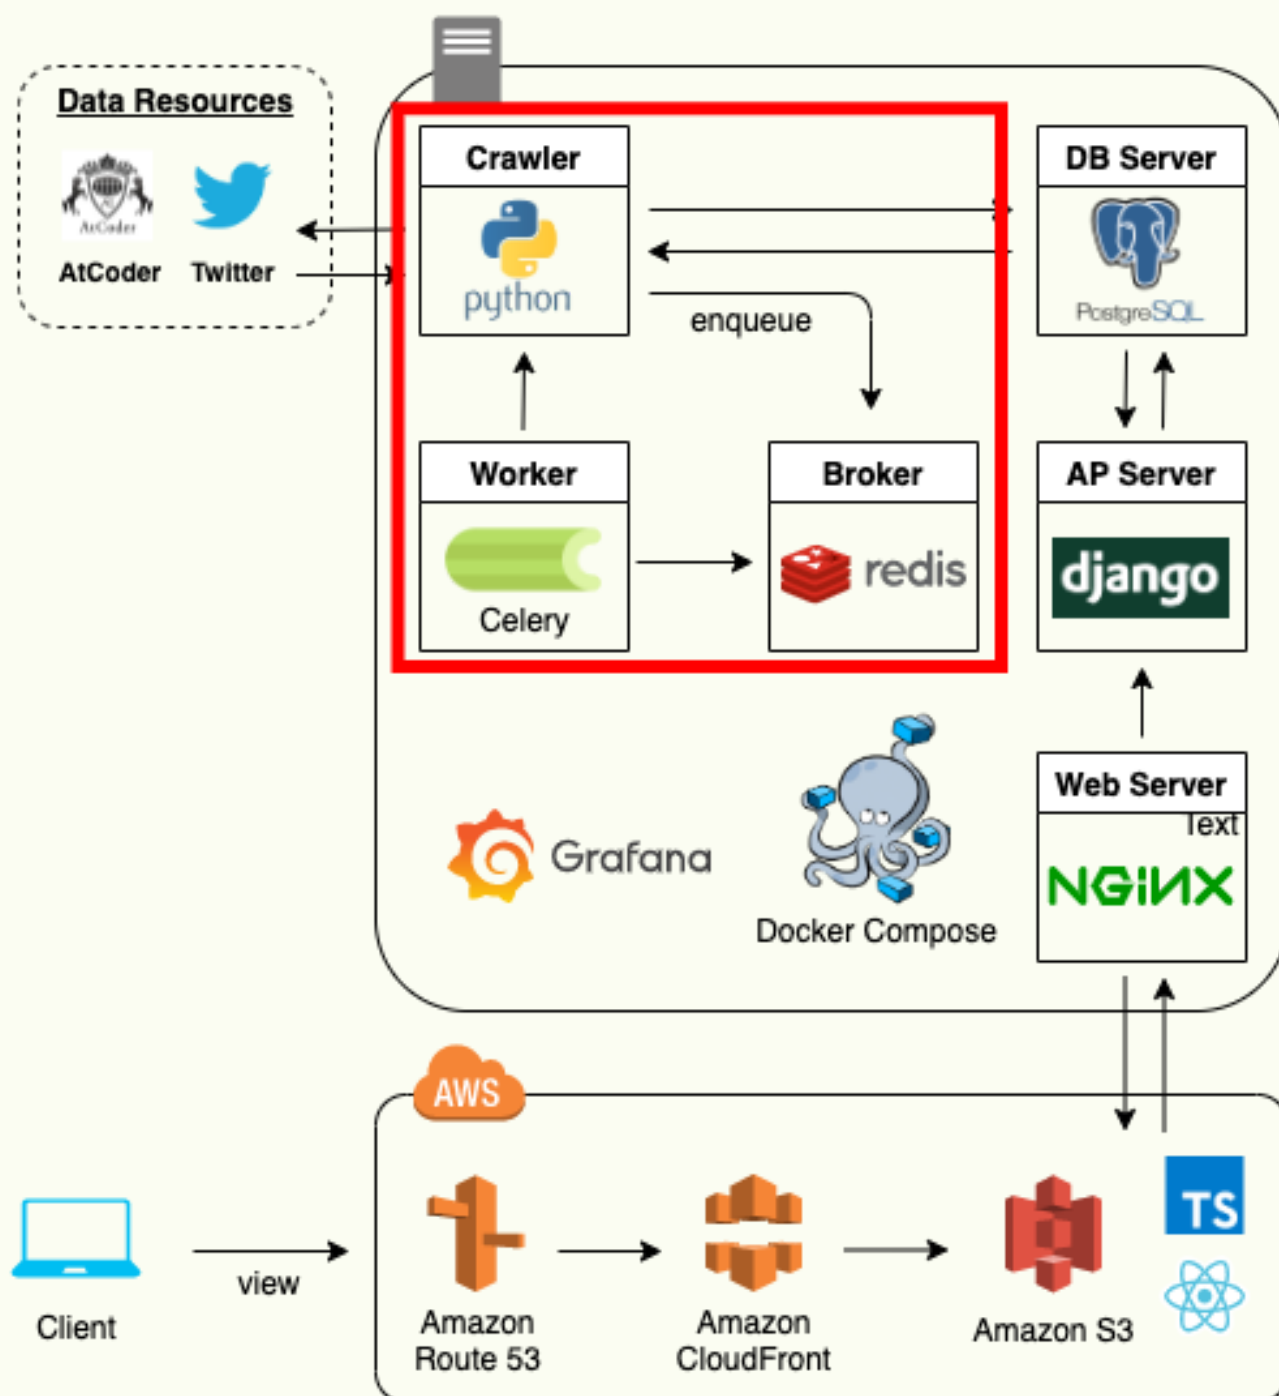 Data Resources
AtCoder
AtCoder
Twitter
Crawler
python
enqueue
DB Server
PostgreSQL
Worker
Celery
Broker
redis
AP Server
django
Grafana
Docker Compose
Web Server
Text
NGiNX
AWS
Client
view
Amazon
Route 53
Amazon
CloudFront
Amazon S3
TS